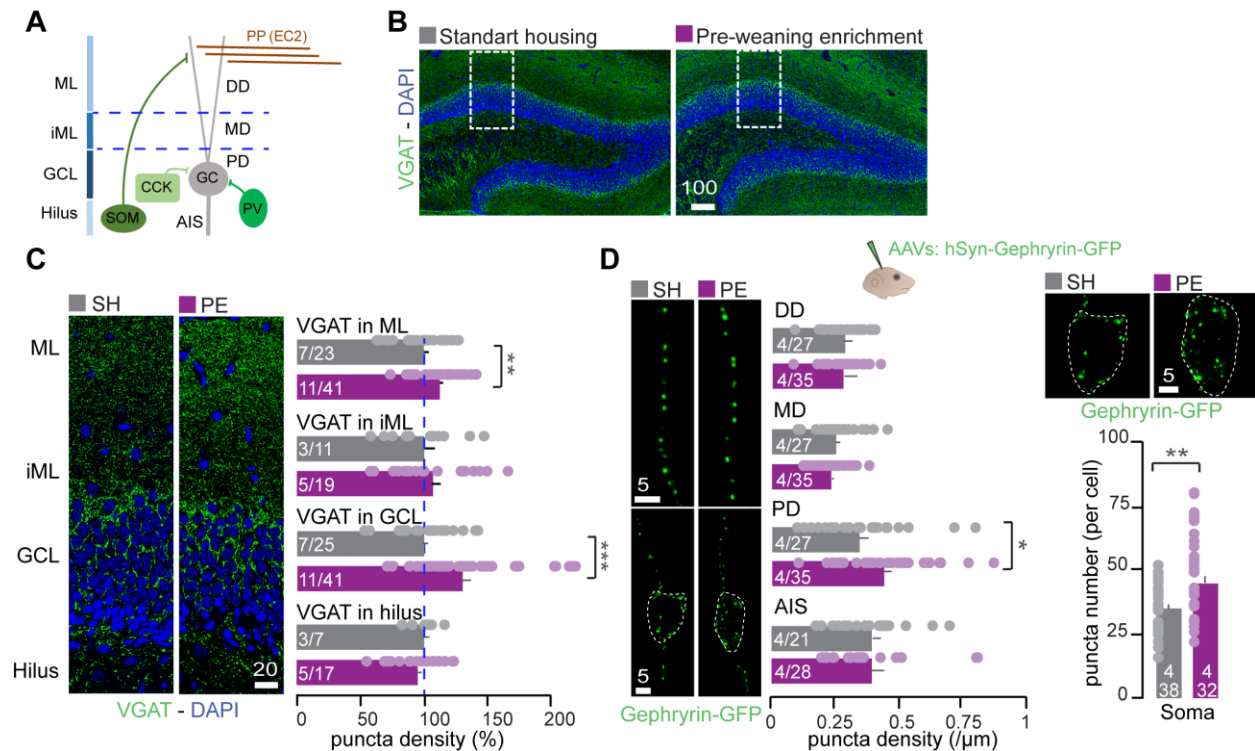 A
PP (EC2)
ML
DD
iML
MD
GCL
PD
CCK
GC
Hilus
SOM
AIS
PV
B
Standart housing
Pre-weaning enrichment
VGAT - DAPI
100
C
SH
PE
ML
iML
GCL
Hilus
20
VGAT - DAPI
VGAT in ML
7/23
11/41
**
VGAT in iML
3/11
5/19
VGAT in GCL
7/25
11/41
***
VGAT in hilus
3/7
5/17
0
50
100
150
200
puncta density (%)
D
AAVs: hSyn-Gephryrin-GFP
SH
PE
5
5
Gephryrin-GFP
DD
4/27
4/35
MD
4/27
4/35
PD
4/27
4/35
*
AIS
4/21
4/28
0
0.25
0.5
0.75
1
puncta density (/µm)
SH
PE
5
Gephryrin-GFP
100
75
50
25
0
puncta number (per cell)
**
4
38
4
32
Soma